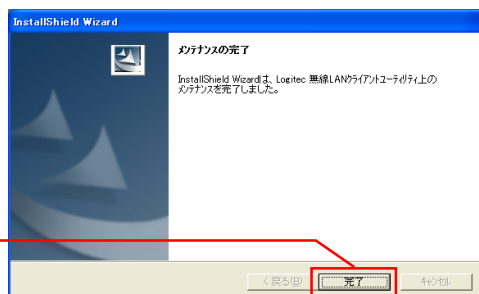 InstallShield Wizard
メンテナンスの完了
InstallShield Wizardは、Logitec 無線LANクライアントユーティリティ上の
メンテナンスを完了しました。
< 戻る(B)
完了
キャンセル